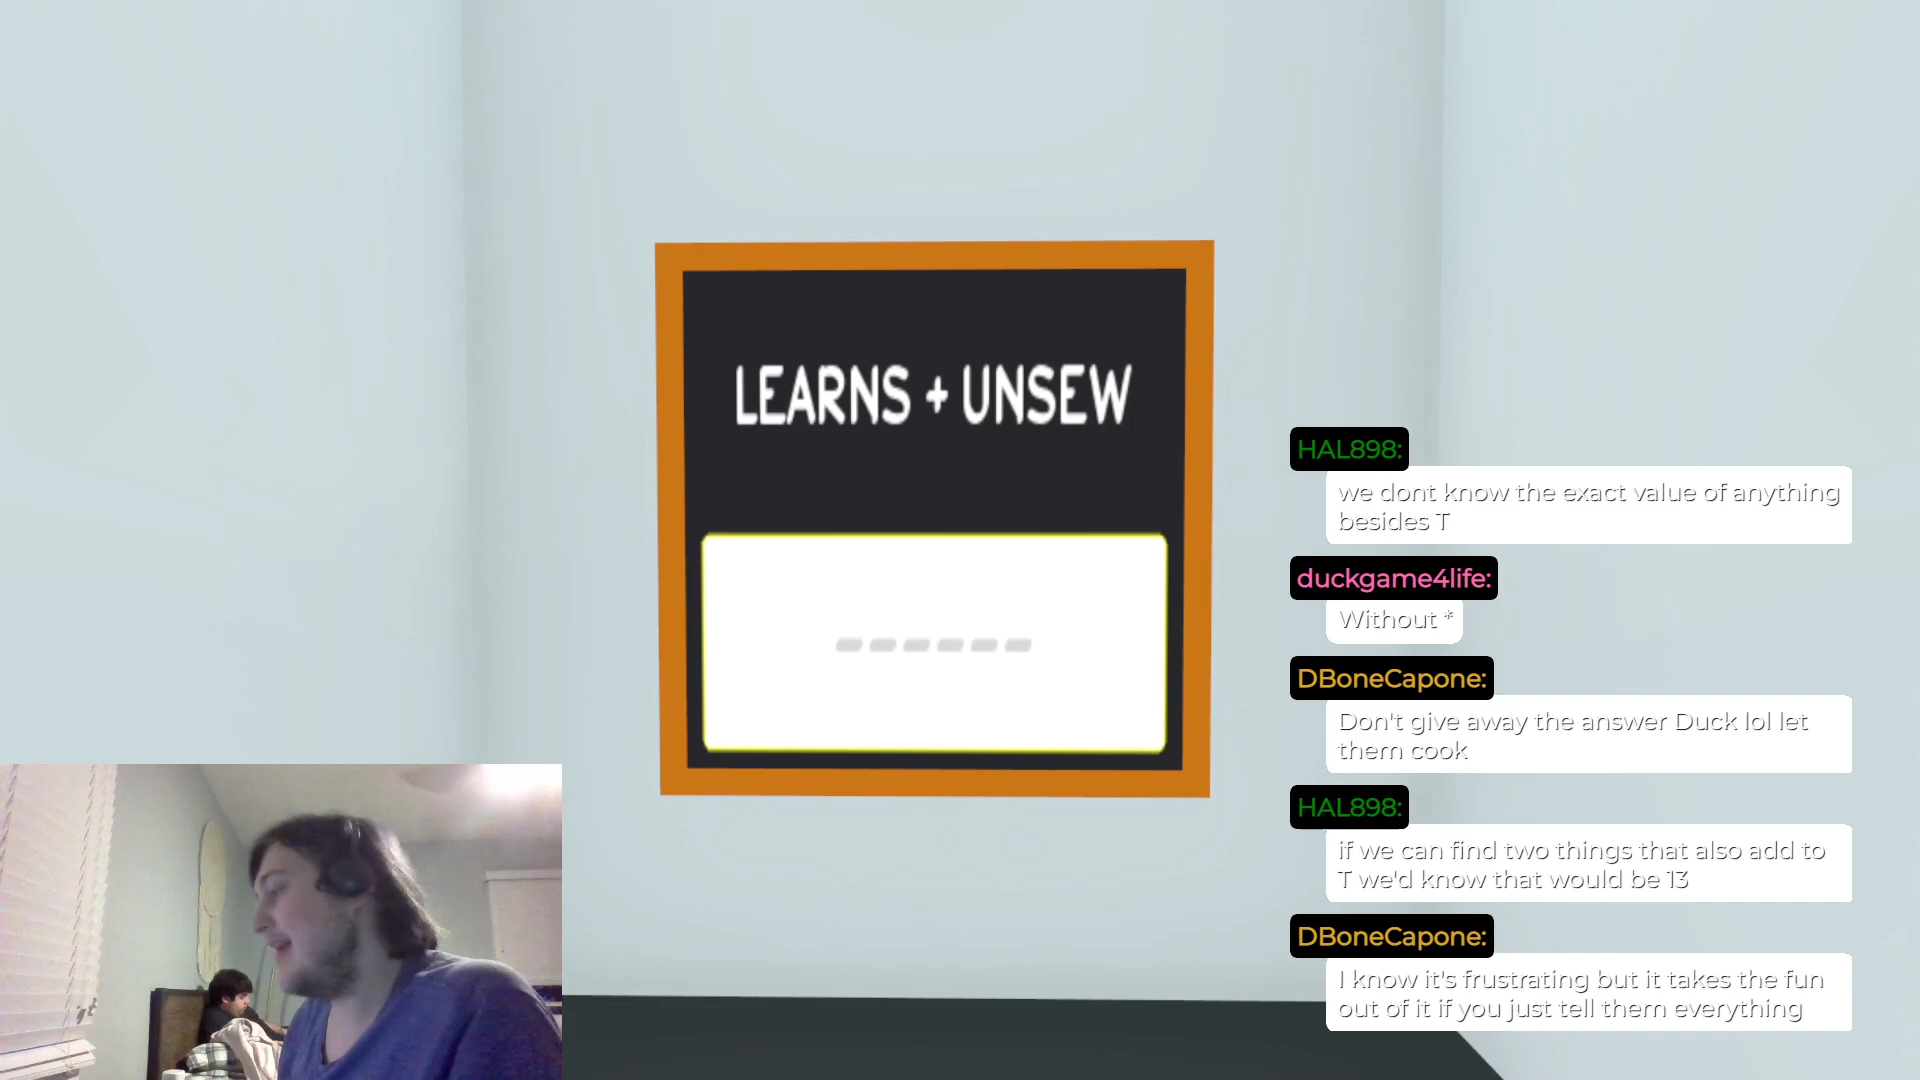 LEARNS + UNSEW
HAL898:
we dont know the exact value of anything
besides T
duckgame4life:
Without *
DBoneCapone:
Don't give away the answer Duck lol let
them cook
HAL898:
if we can find two things that also add to
T we'd know that would be 13
DBoneCapone:
I know it's frustrating but it takes the fun
out of it if you just tell them everything